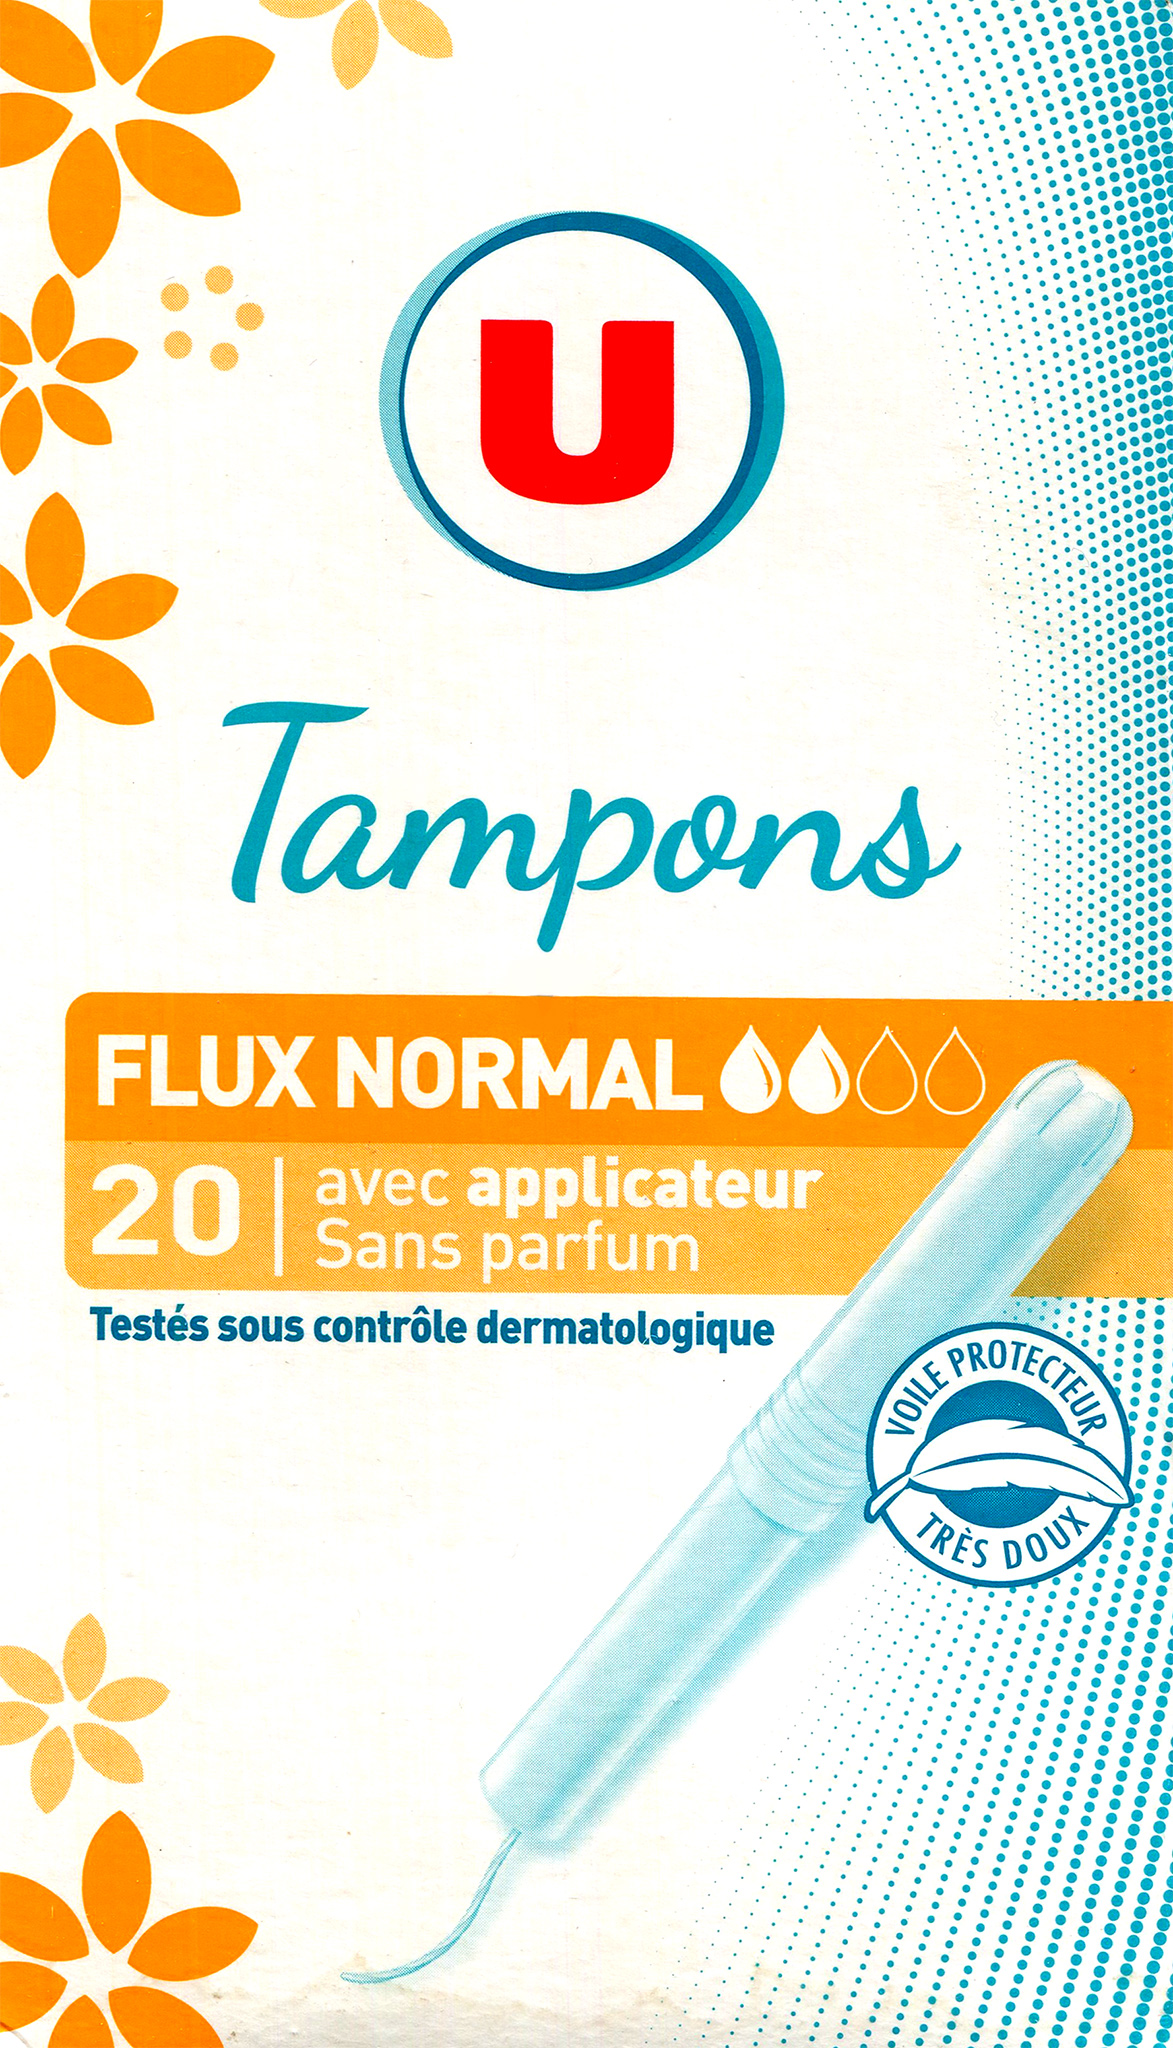 U
Tampons
FLUX NORMAL
20
avec applicateur
Sans parfum
Testés sous contrôle dermatologique
VOILE PROTECTEUR
TRÈS DOUX